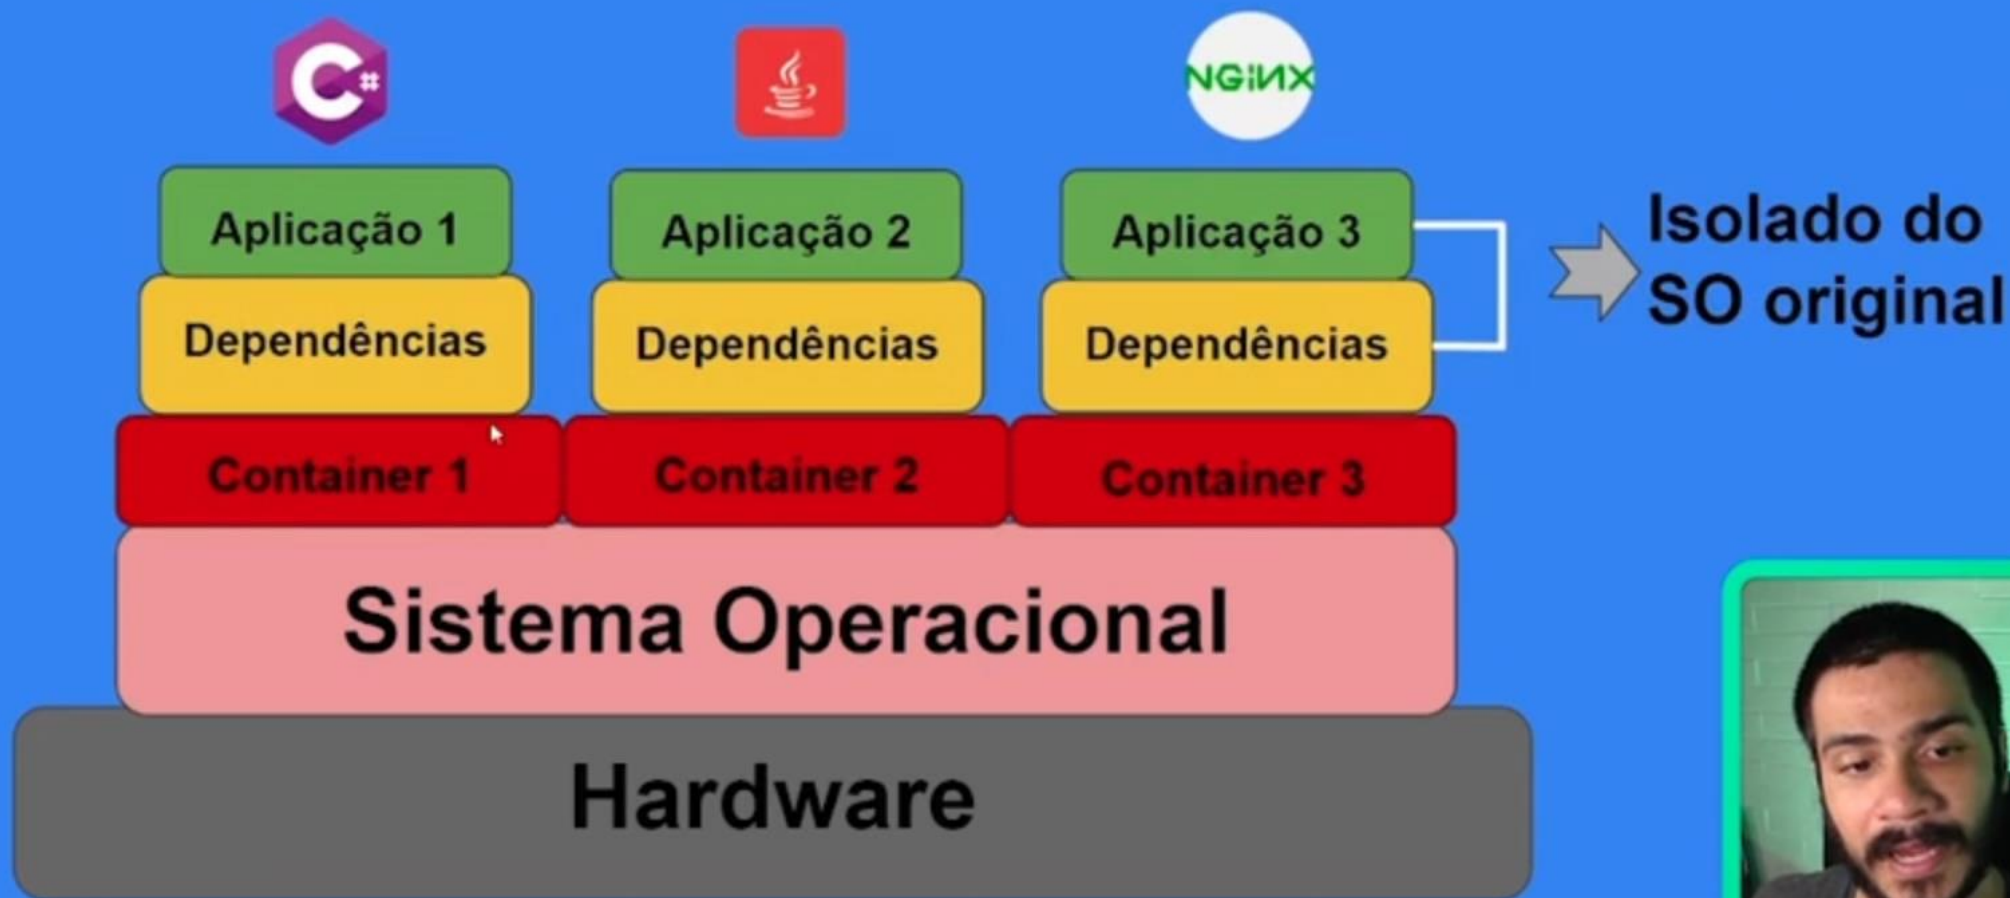 C#
NGINX
Aplicação 1
Aplicação 2
Aplicação 3
Isolado do
SO original
Dependências
Dependências
Dependências
Container 1
Container 2
Container 3
Sistema Operacional
Hardware